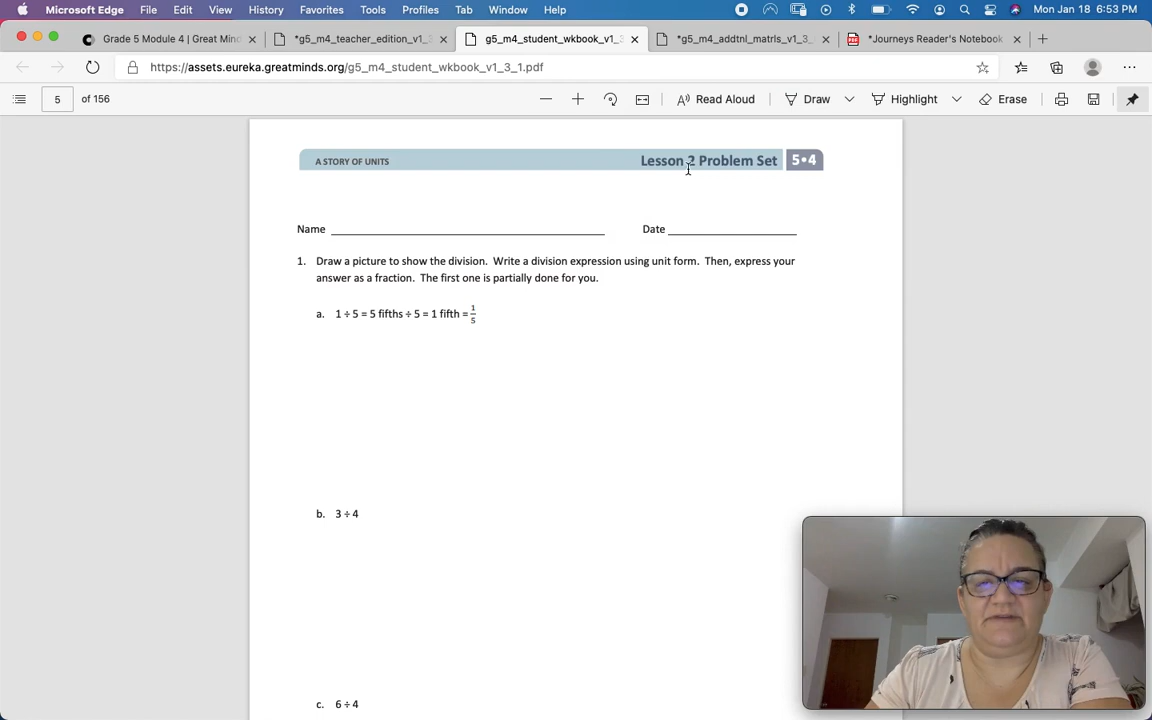 Microsoft Edge File Edit View History Favorites Tools Profiles Tab Window Help Mon Jan 18 6:53 PM
Grade 5 Module 4 | Great Min *g5_m4_teacher_edition_v1_ g5_m4_student_wkbook_v1_3 *g5_m4_addtnl_matrls_v1_3_ *Journeys Reader's Notebook
https://assets.eureka.greatminds.org/g5_m4_student_wkbook_v1_3_1.pdf
5 of 156 Read Aloud Draw Highlight Erase
A STORY OF UNITS Lesson 2 Problem Set 5•4
Name Date
1. Draw a picture to show the division. Write a division expression using unit form. Then, express your
answer as a fraction. The first one is partially done for you.
a. 1 ÷ 5 = 5 fifths ÷ 5 = 1 fifth = 1/5
b. 3 ÷ 4
c. 6 ÷ 4